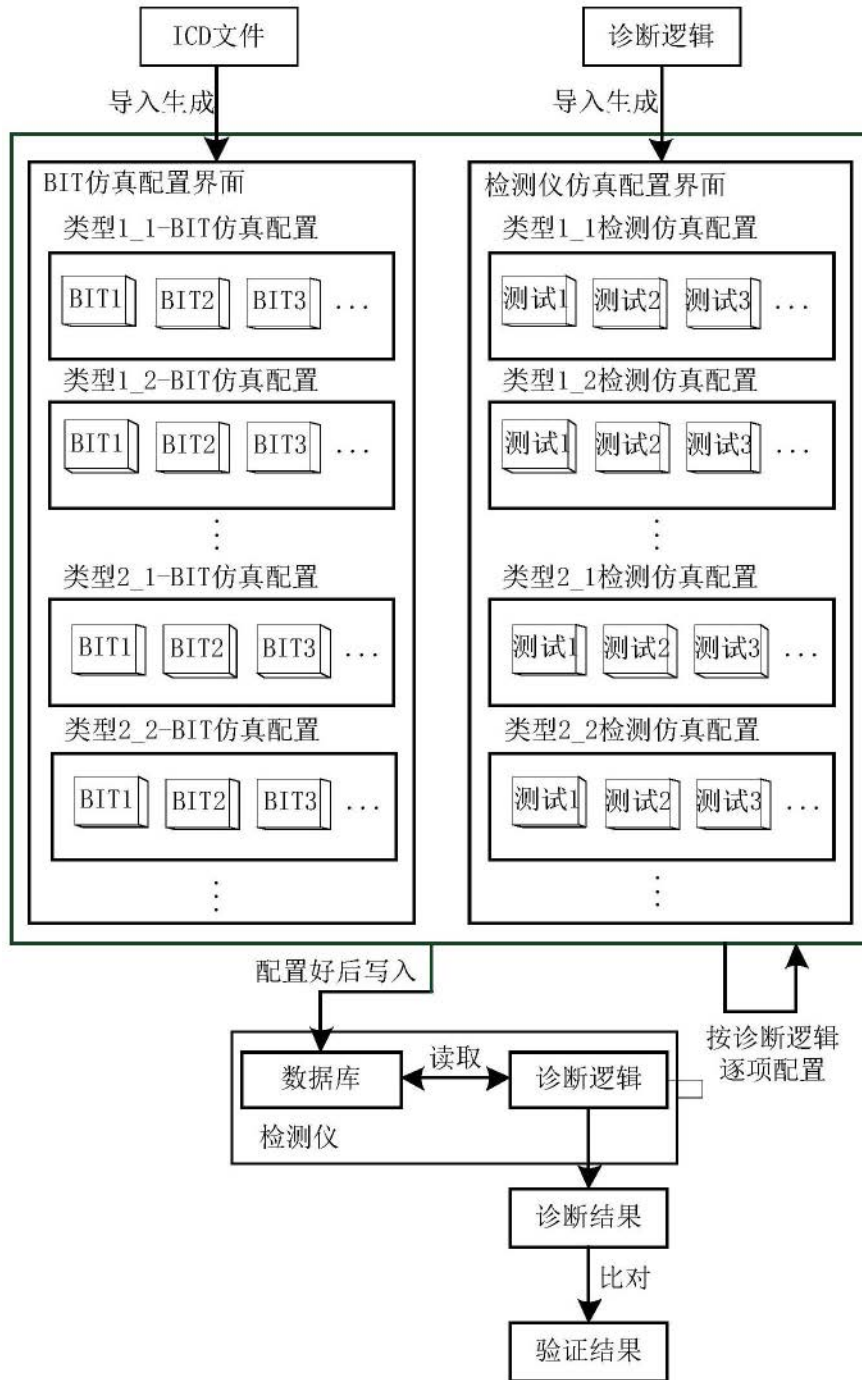 ICD文件
诊断逻辑
导入生成
导入生成
BIT仿真配置界面
类型1_1-BIT仿真配置
BIT1 BIT2 BIT3 ...
类型1_2-BIT仿真配置
BIT1 BIT2 BIT3 ...
类型2_1-BIT仿真配置
BIT1 BIT2 BIT3 ...
类型2_2-BIT仿真配置
BIT1 BIT2 BIT3 ...
检测仪仿真配置界面
类型1_1检测仿真配置
测试1 测试2 测试3 ...
类型1_2检测仿真配置
测试1 测试2 测试3 ...
类型2_1检测仿真配置
测试1 测试2 测试3 ...
类型2_2检测仿真配置
测试1 测试2 测试3 ...
配置好后写入
按诊断逻辑
逐项配置
数据库
读取
诊断逻辑
检测仪
诊断结果
比对
验证结果